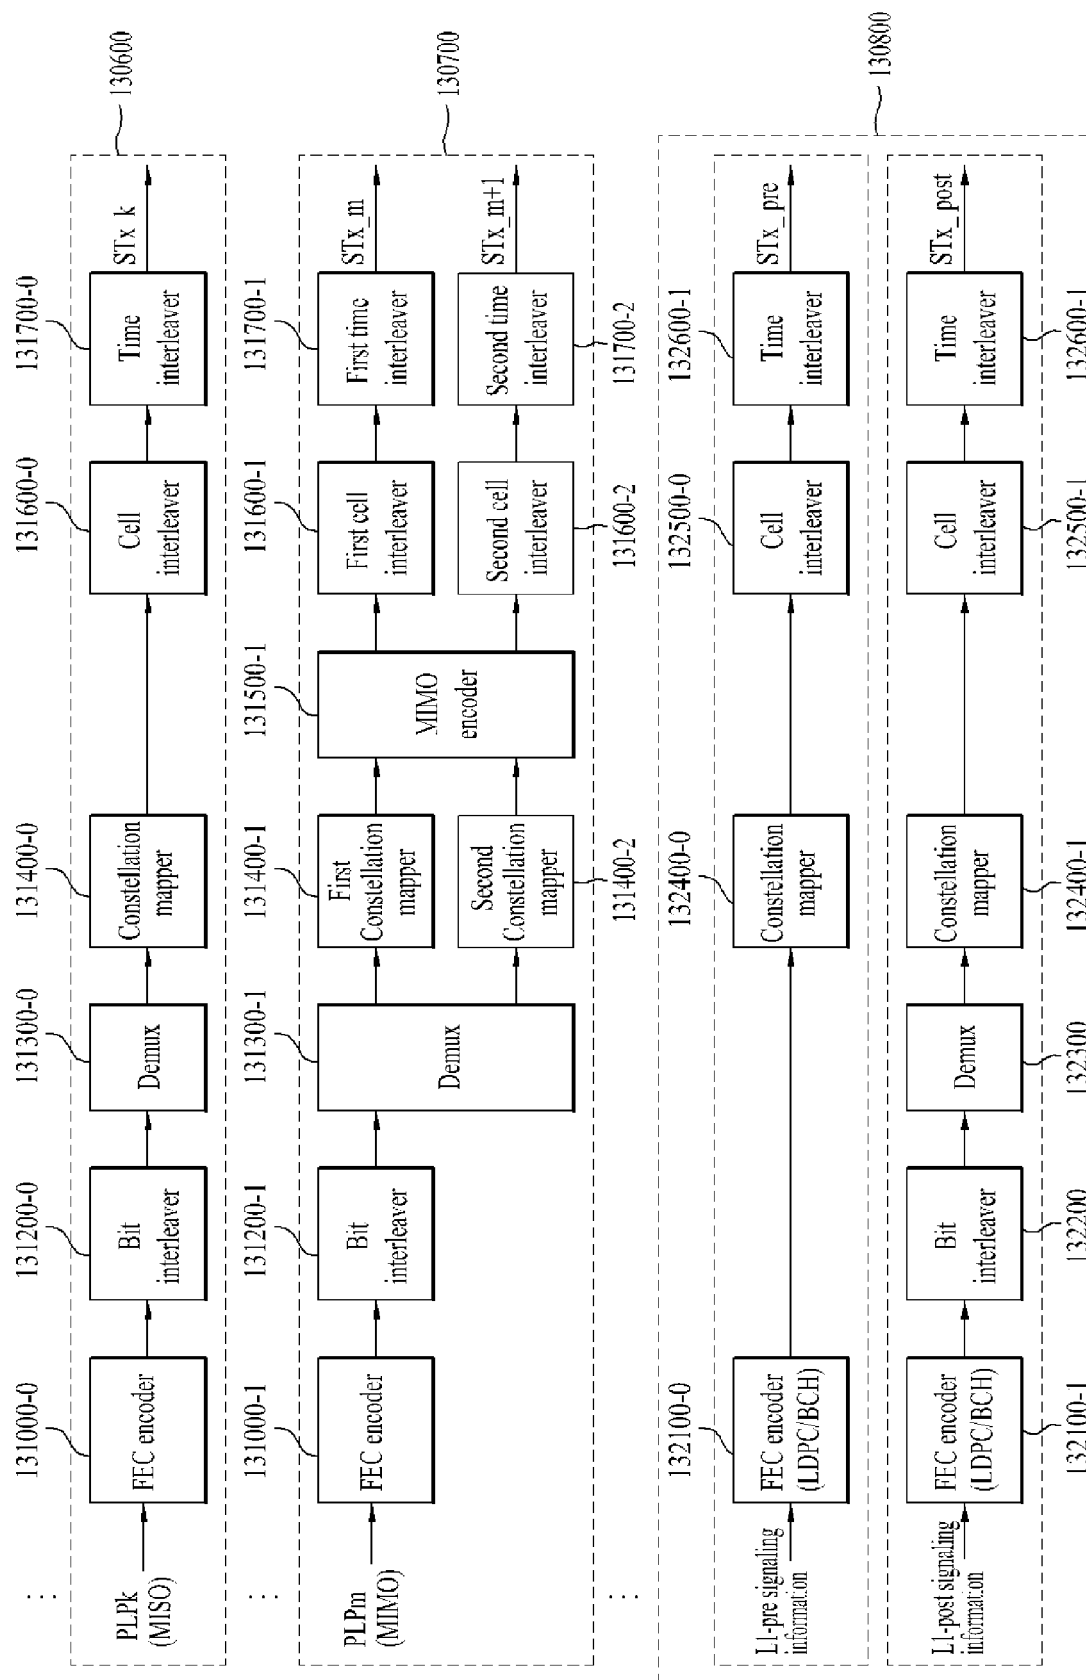 131000-0
131200-0
131300-0
131400-0
131600-0
131700-0
130600
⋯
PLPk
(MISO)
FEC encoder
Bit
interleaver
Demux
Constellation
mapper
Cell
interleaver
Time
interleaver
STx_k
131000-1
131200-1
131300-1
131400-1
131500-1
131600-1
131700-1
130700
⋯
PLPm
(MIMO)
FEC encoder
Bit
interleaver
Demux
First
Constellation
mapper
MIMO
encoder
First cell
interleaver
First time
interleaver
STx_m
Second
Constellation
mapper
Second cell
interleaver
Second time
interleaver
STx_m+1
131400-2
131600-2
131700-2
⋯
132100-0
132400-0
132500-0
132600-1
130800
L1-pre signaling
information
FEC encoder
(LDPC/BCH)
Constellation
mapper
Cell
interleaver
Time
interleaver
STx_pre
L1-post signaling
information
FEC encoder
(LDPC/BCH)
Bit
interleaver
Demux
Constellation
mapper
Cell
interleaver
Time
interleaver
STx_post
132100-1
132200
132300
132400-1
132500-1
132600-1